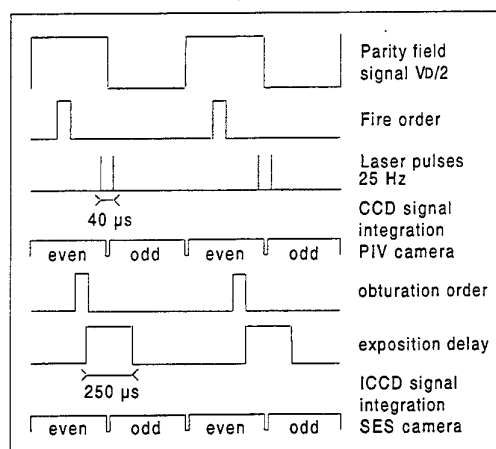 Parity field
signal VD/2
Fire order
Laser pulses
25 Hz
40 µs
CCD signal
integration
PIV camera
even odd even odd
obturation order
exposition delay
250 µs
ICCD signal
integration
SES camera
even odd even odd